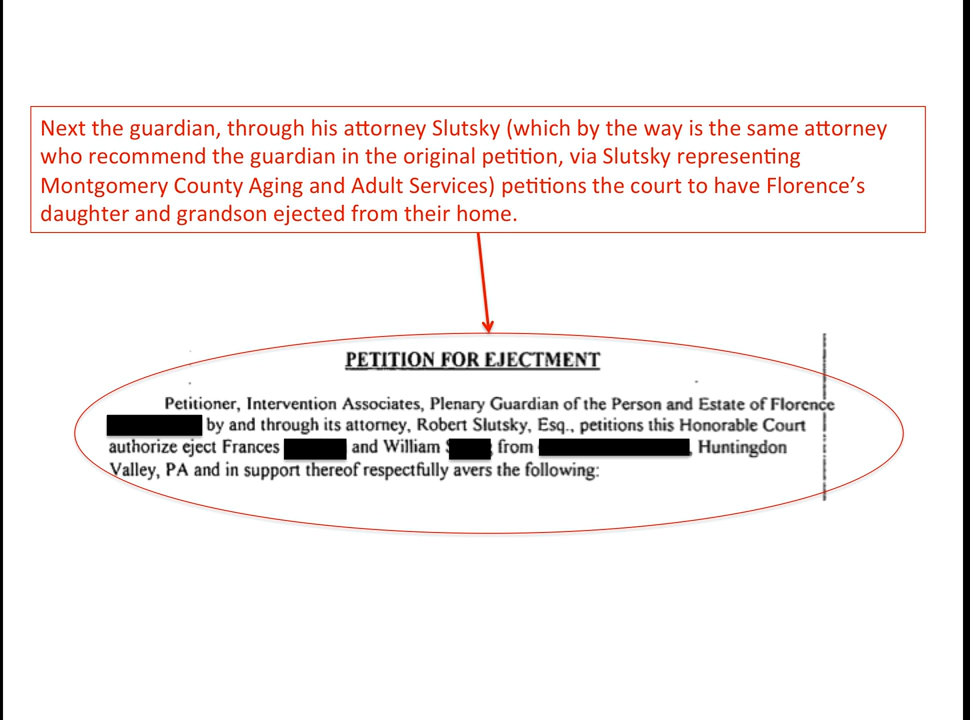 Next the guardian, through his attorney Slutsky (which by the way is the same attorney
who recommend the guardian in the original petition, via Slutsky representing
Montgomery County Aging and Adult Services) petitions the court to have Florence's
daughter and grandson ejected from their home.
PETITION FOR EJECTMENT
Petitioner, Intervention Associates, Plenary Guardian of the Person and Estate of Florence
by and through its attorney, Robert Slutsky, Esq., petitions this Honorable Court
authorize eject Frances and William S from , Huntingdon
Valley, PA and in support thereof respectfully avers the following: